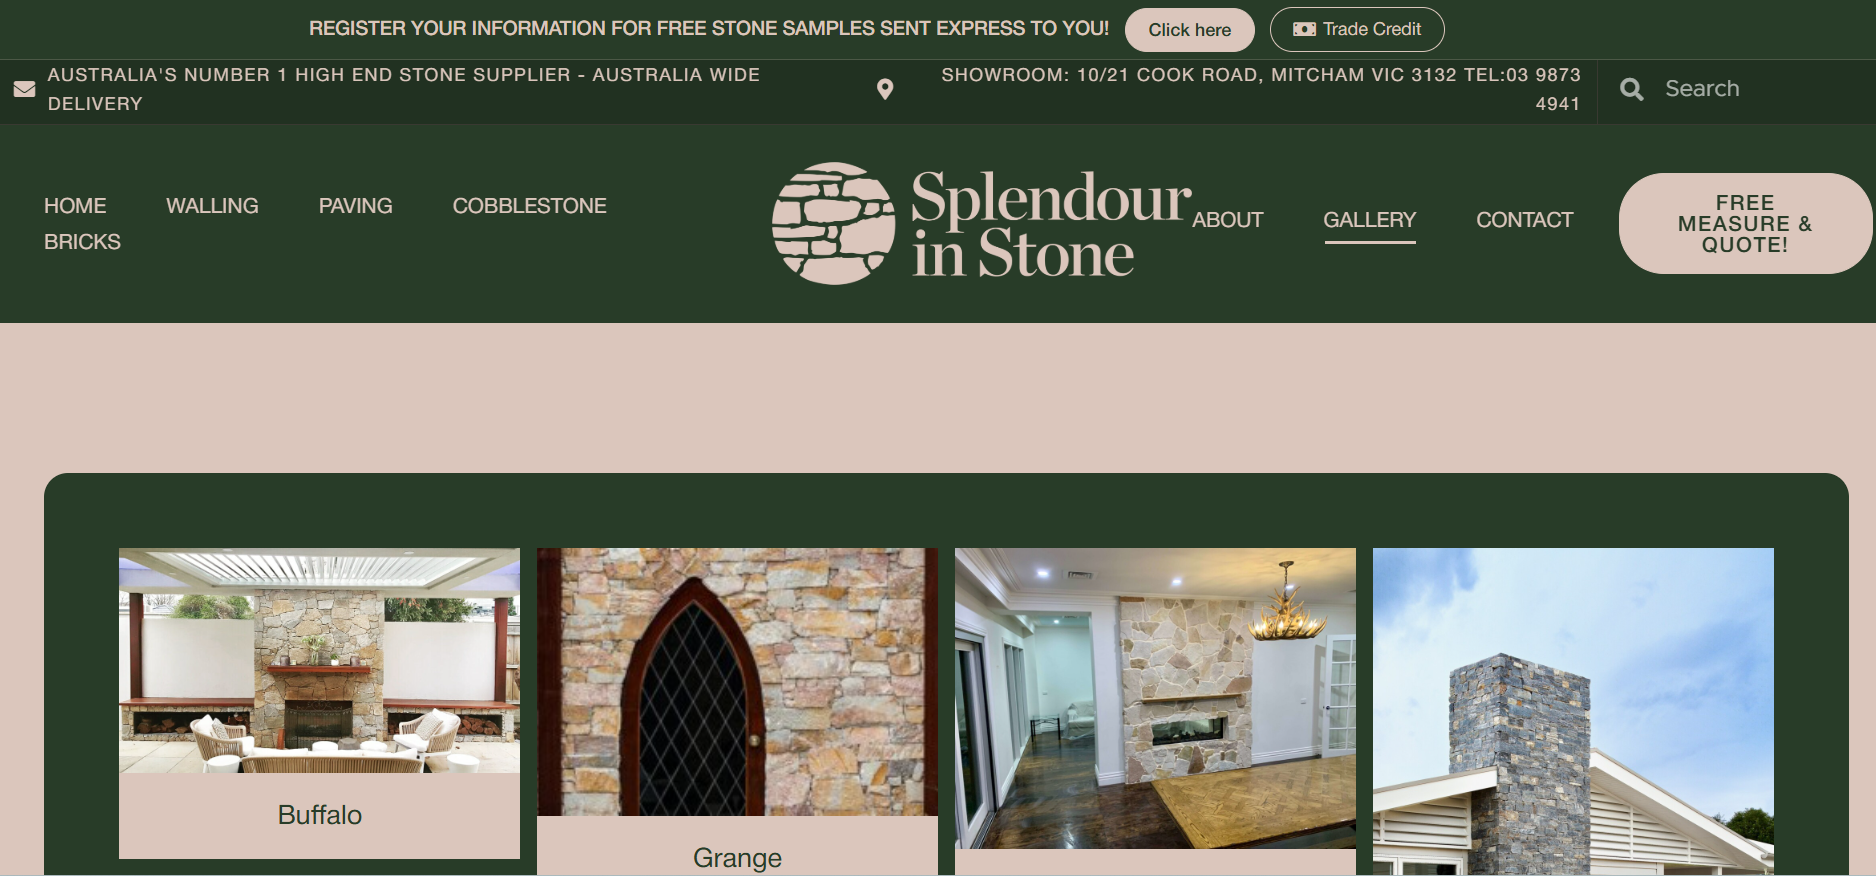 REGISTER YOUR INFORMATION FOR FREE STONE SAMPLES SENT EXPRESS TO YOU!
Click here
Trade Credit
AUSTRALIA'S NUMBER 1 HIGH END STONE SUPPLIER - AUSTRALIA WIDE
DELIVERY
SHOWROOM: 10/21 COOK ROAD, MITCHAM VIC 3132 TEL:03 9873
4941
Search
HOME
WALLING
PAVING
COBBLESTONE
BRICKS
Splendour
in Stone
ABOUT
GALLERY
CONTACT
FREE
MEASURE &
QUOTE!
Buffalo
Grange